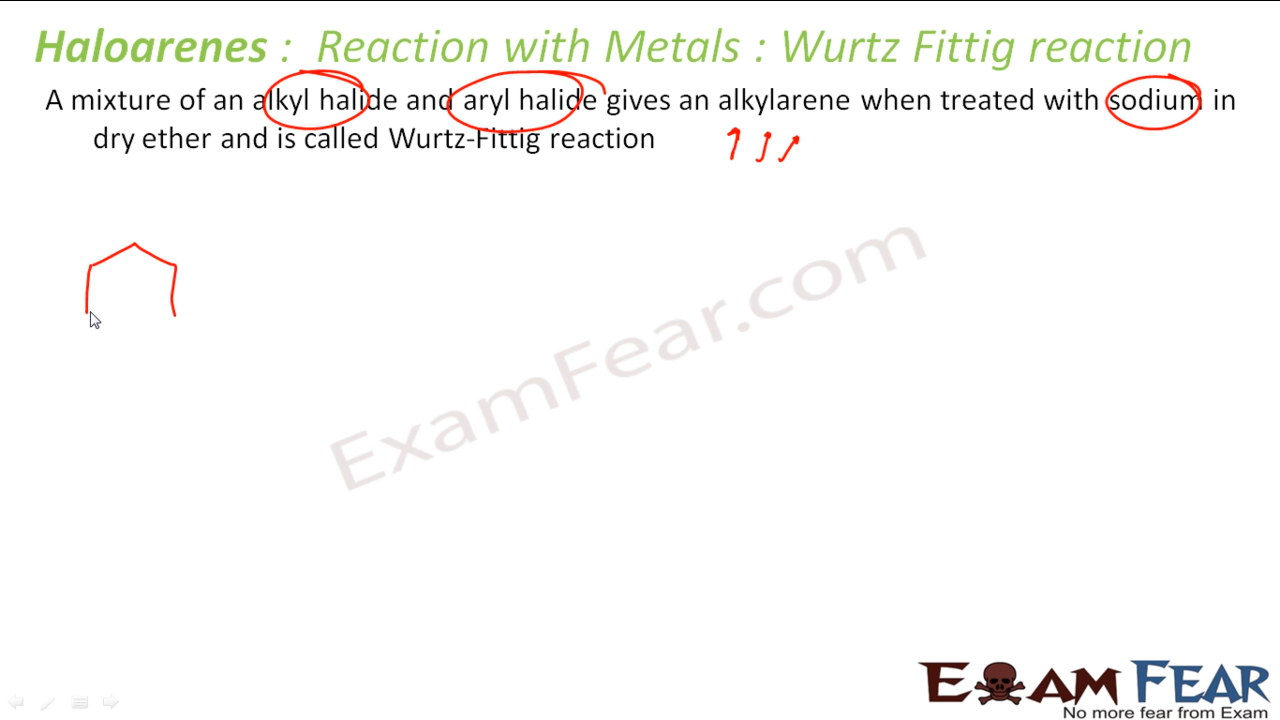 Haloarenes : Reaction with Metals : Wurtz Fittig reaction
A mixture of an alkyl halide and aryl halide gives an alkylarene when treated with sodium in
dry ether and is called Wurtz-Fittig reaction
ExamFear.com
EXAM FEAR
No more fear from Exam